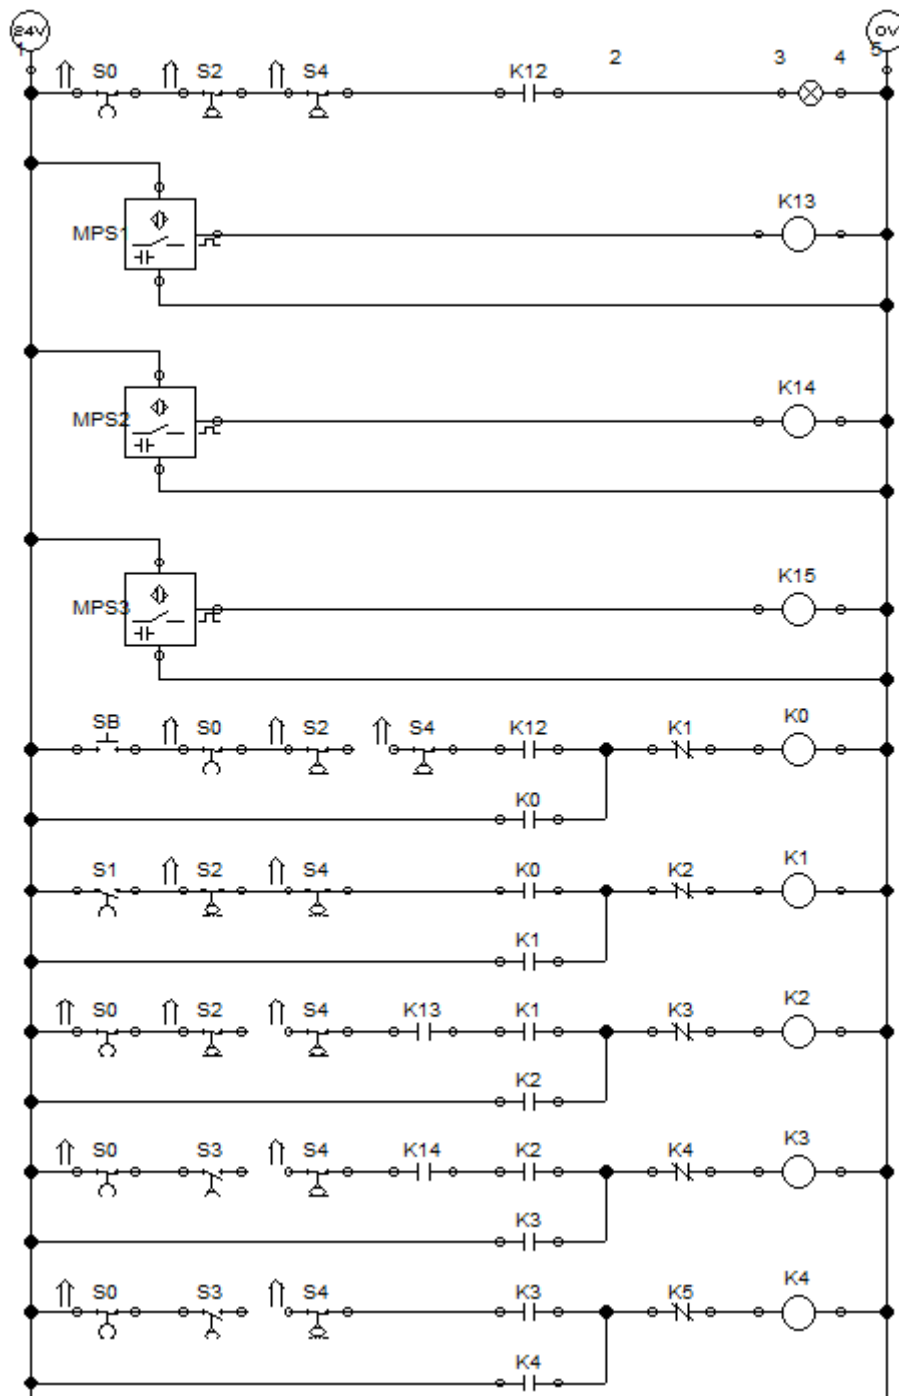 24V 0V
1 2 3 4 5
S0 S2 S4 K12
K13
MPS1
K14
MPS2
K15
MPS3
SB S0 S2 S4 K12 K1 K0
K0
S1 S2 S4 K0 K2 K1
K1
S0 S2 S4 K13 K1 K3 K2
K2
S0 S3 S4 K14 K2 K4 K3
K3
S0 S3 S4 K3 K5 K4
K4